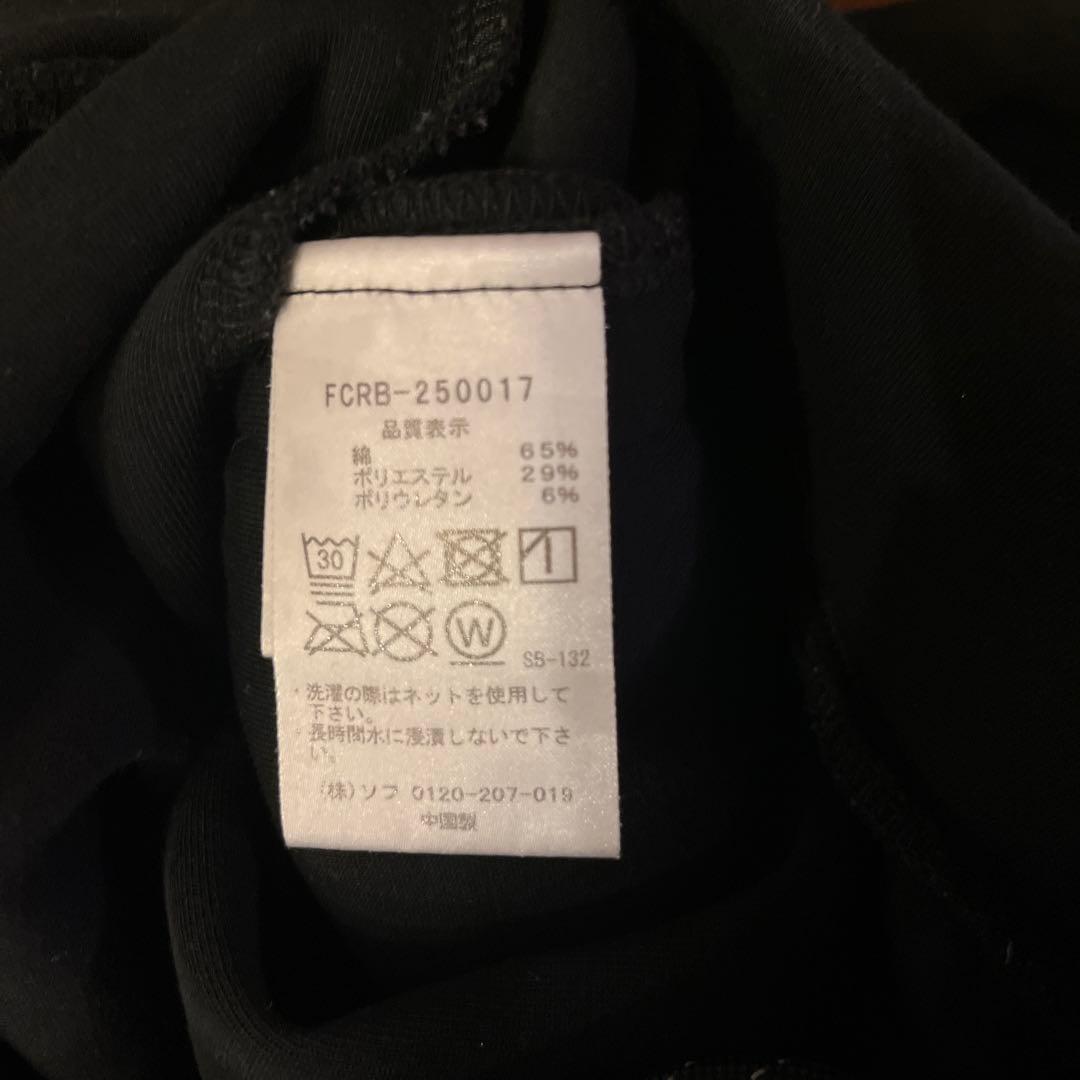 FCRB-250017
品質表示
綿 65%
ポリエステル 29%
ポリウレタン 6%
30
W
SB-132
・洗濯の際はネットを使用して
下さい。
・長時間水に浸漬しないで下さ
い。
(株)ソフ 0120-207-019
中国製